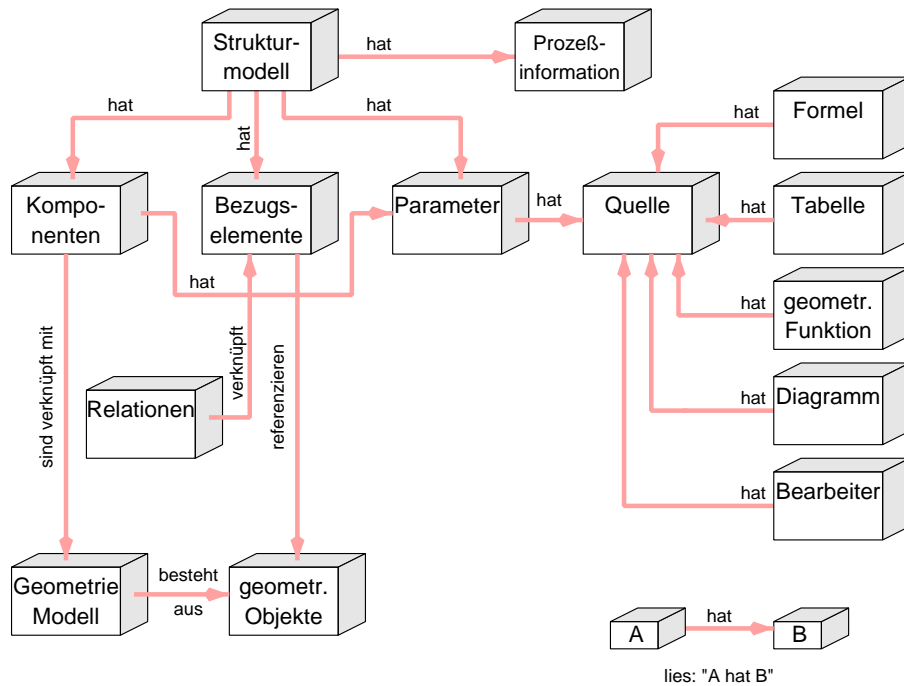 Struktur-
modell
hat
Prozeß-
information
hat
hat
hat
hat
Formel
Kompo-
nenten
Bezugs-
elemente
Parameter
hat
Quelle
hat
Tabelle
hat
hat
geometr.
Funktion
sind verknüpft mit
verknüpft
referenzieren
Relationen
hat
Diagramm
hat
Bearbeiter
Geometrie
Modell
besteht
aus
geometr.
Objekte
A
hat
B
lies: "A hat B"